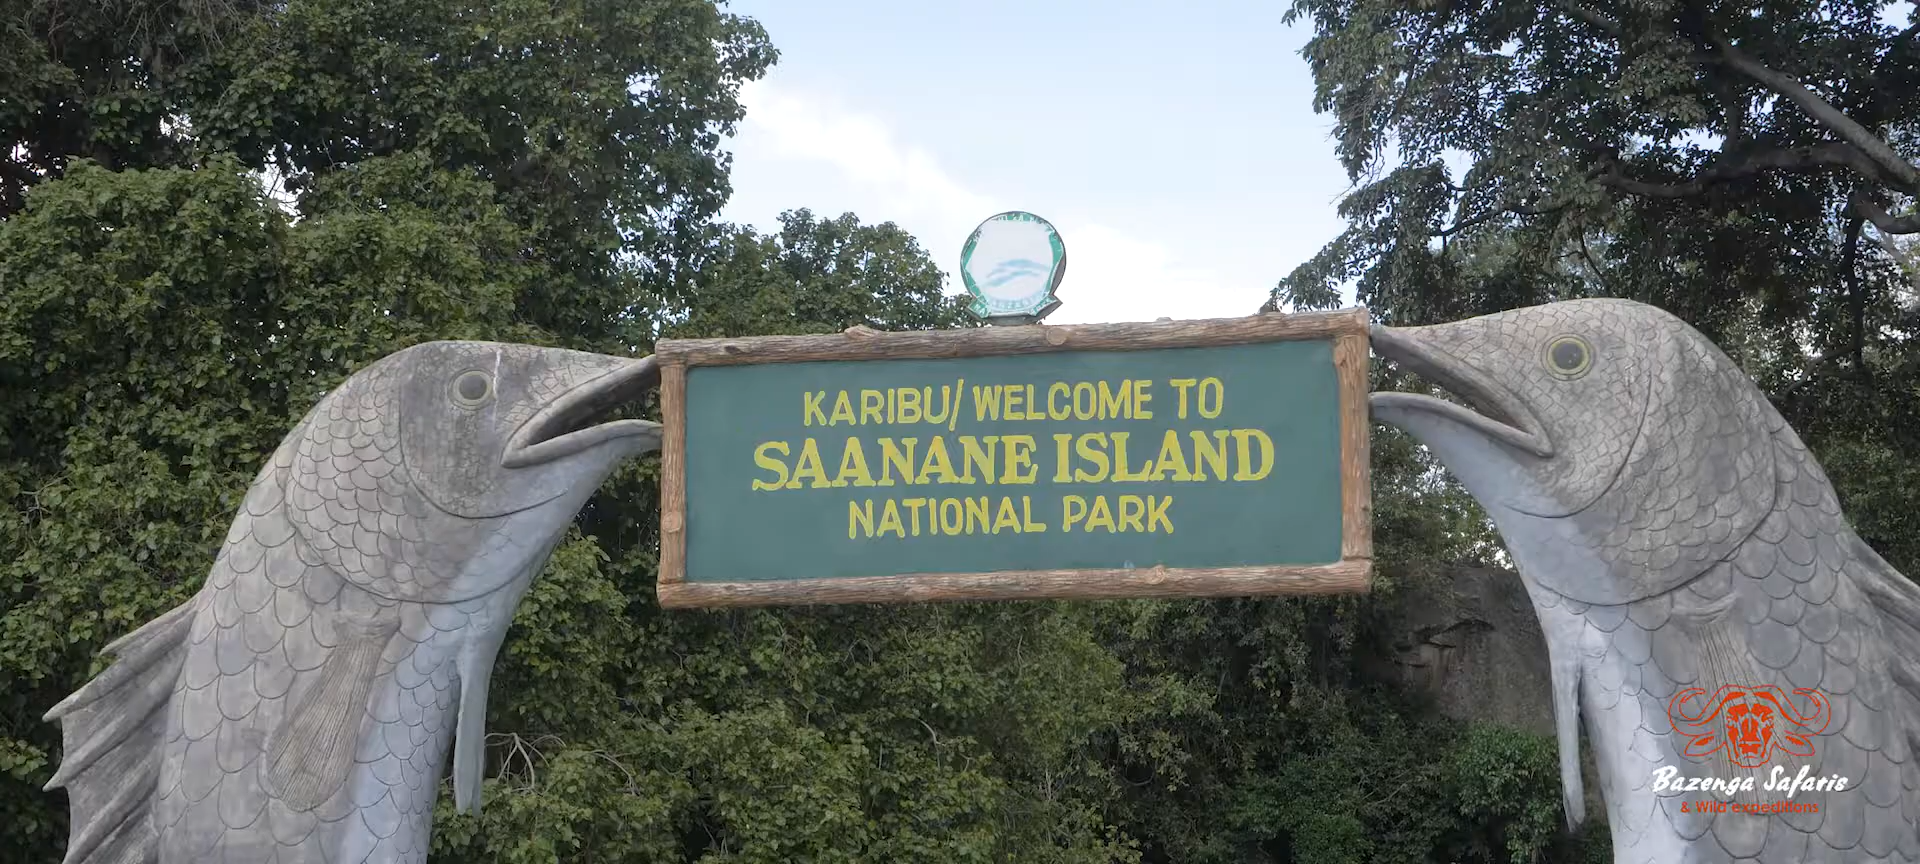 KARIBU/ WELCOME TO
SAANANE ISLAND
NATIONAL PARK
Bazenga Safaris
& Wild expeditions